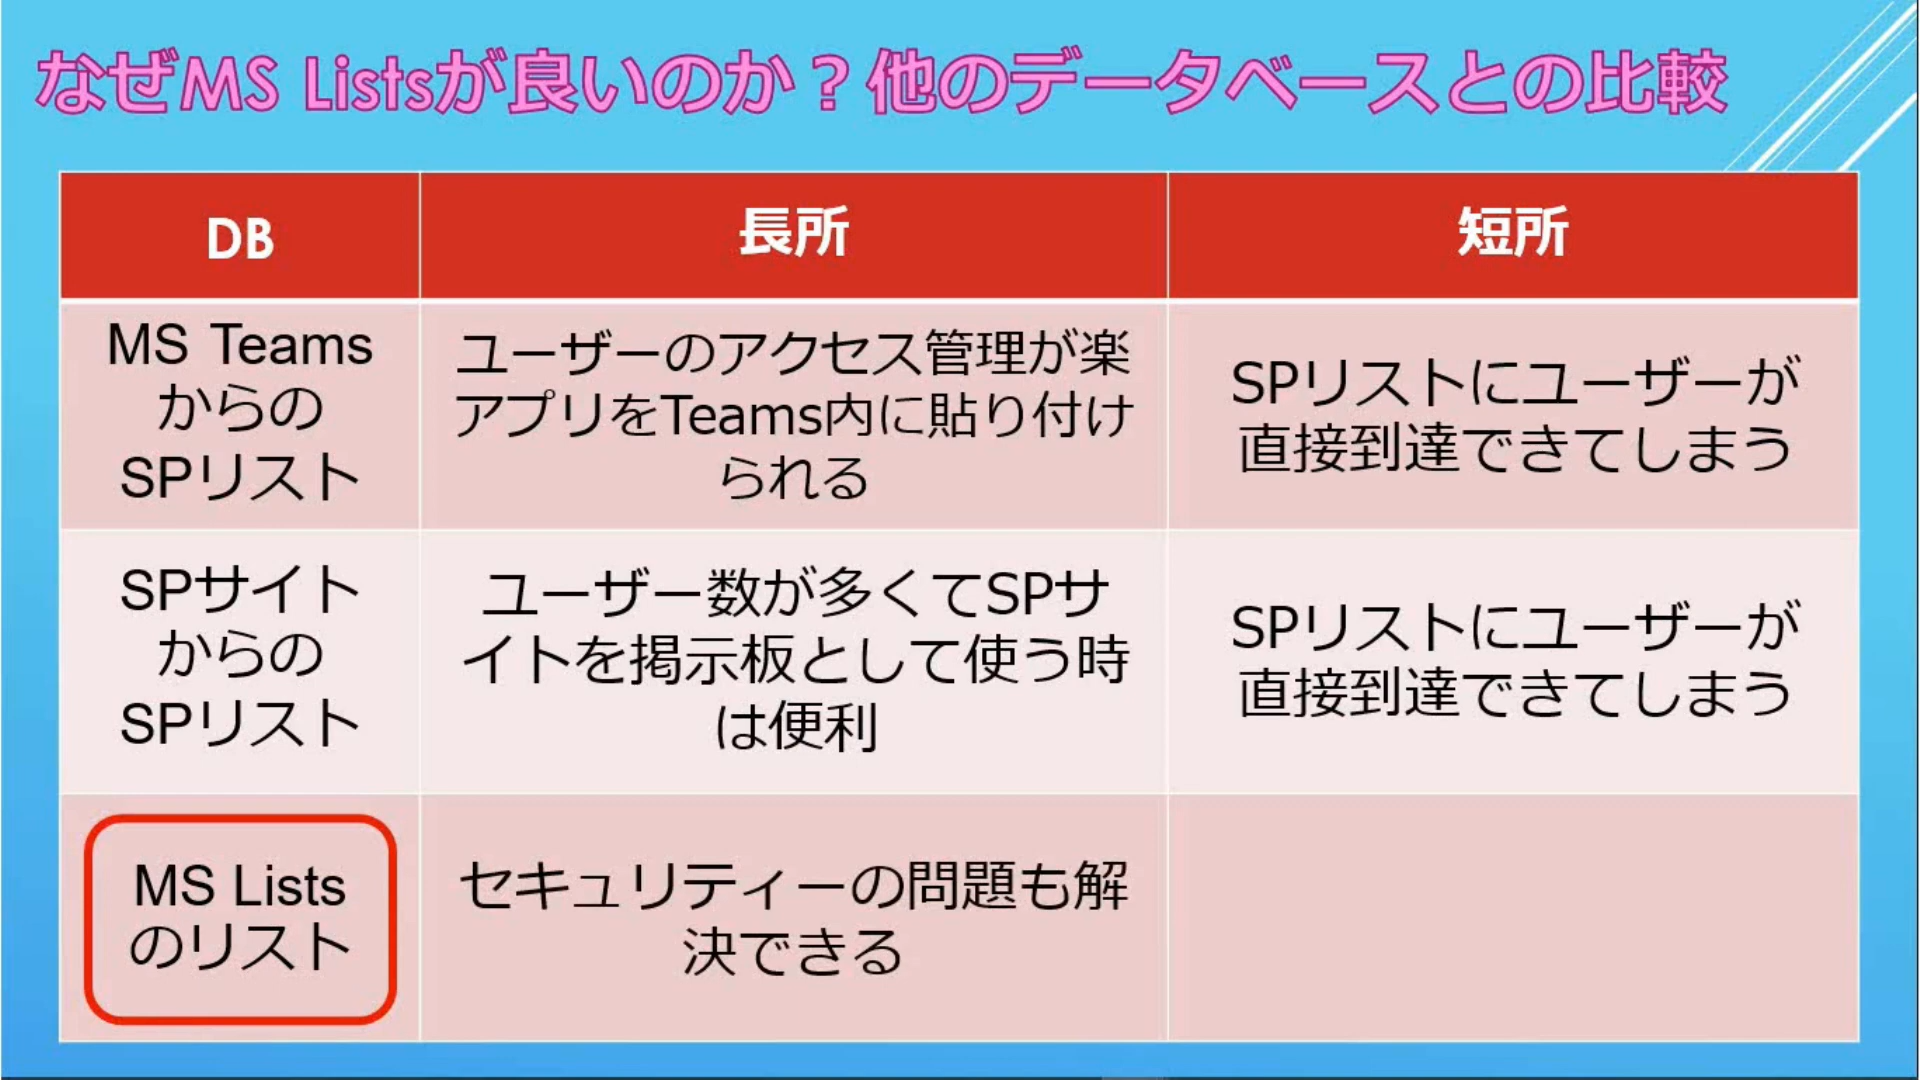 なぜMS Listsが良いのか？他のデータベースとの比較
DB
長所
短所
MS Teams
からの
SPリスト
ユーザーのアクセス管理が楽
アプリをTeams内に貼り付け
られる
SPリストにユーザーが
直接到達できてしまう
SPサイト
からの
SPリスト
ユーザー数が多くてSPサ
イトを掲示板として使う時
は便利
SPリストにユーザーが
直接到達できてしまう
MS Lists
のリスト
セキュリティーの問題も解
決できる